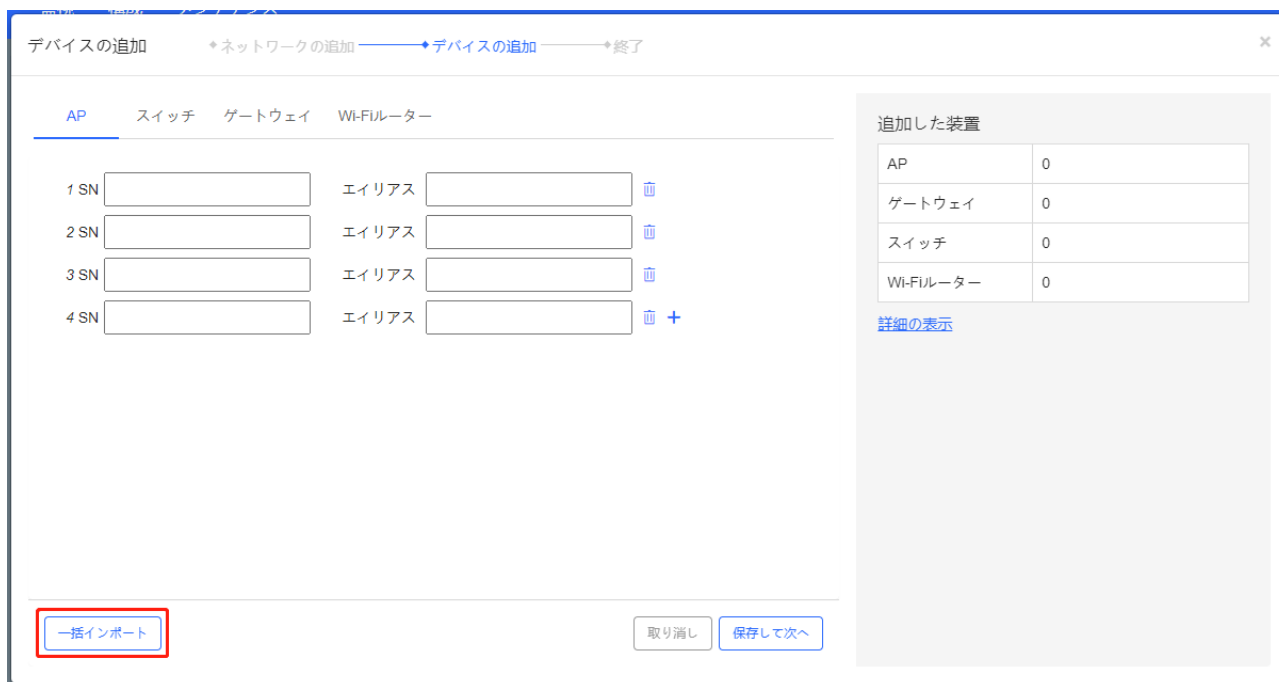 デバイスの追加 ネットワークの追加 デバイスの追加 終了 ×
AP スイッチ ゲートウェイ Wi-Fiルーター
1 SN エイリアス
2 SN エイリアス
3 SN エイリアス
4 SN エイリアス +
一括インポート 取り消し 保存して次へ
追加した装置
AP 0
ゲートウェイ 0
スイッチ 0
Wi-Fiルーター 0
詳細の表示